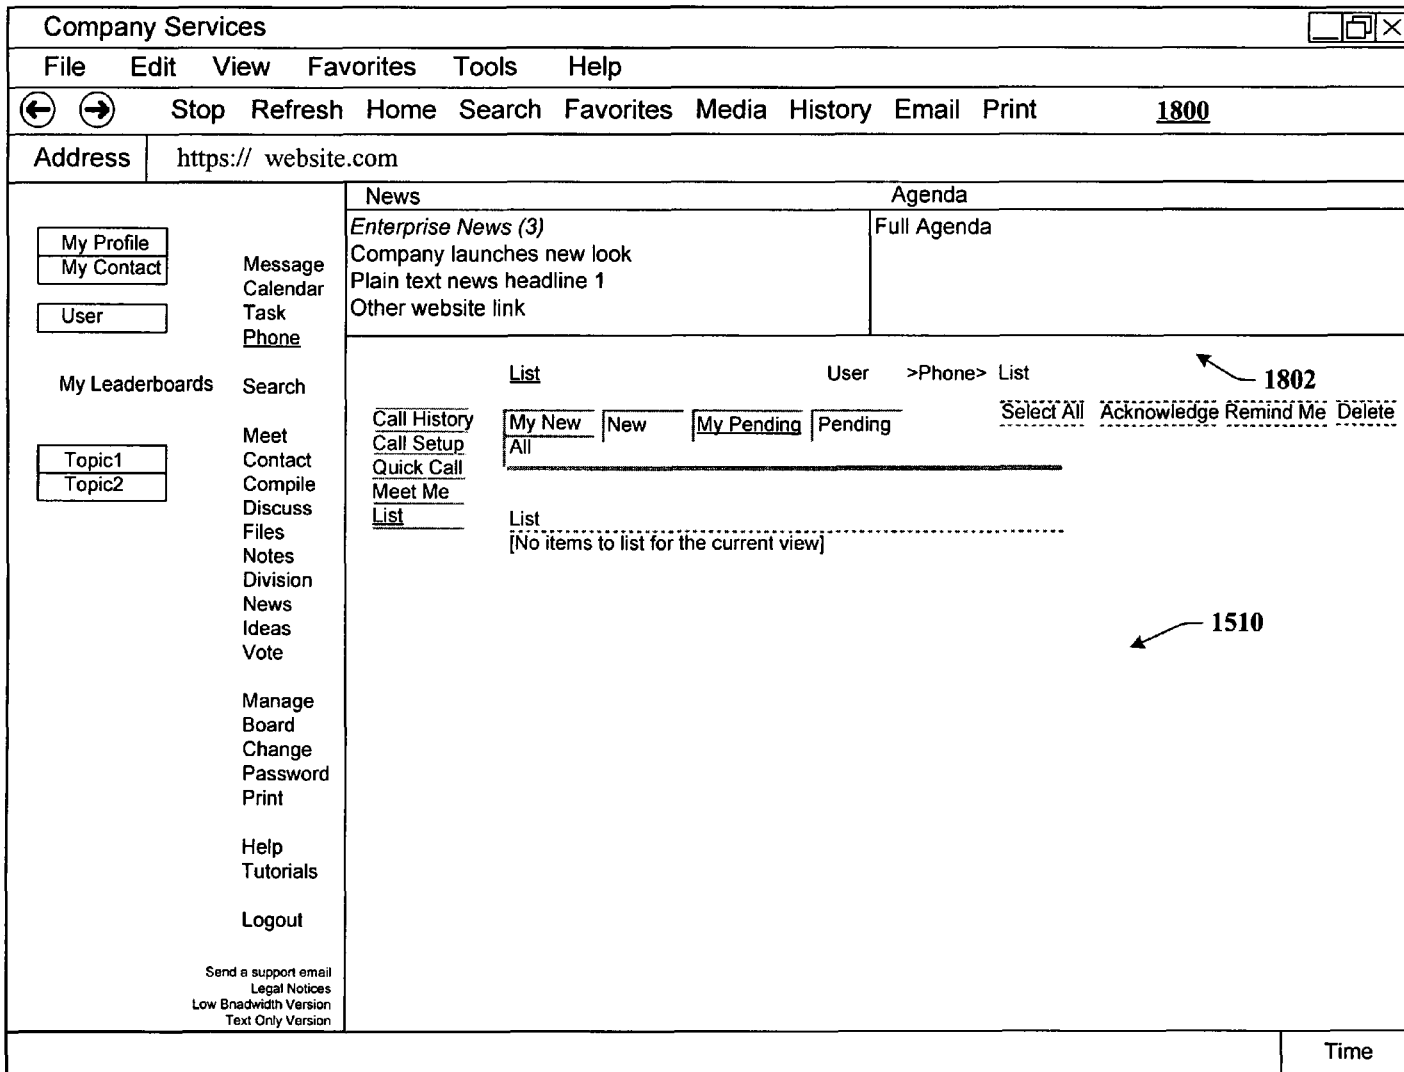 Company Services
File Edit View Favorites Tools Help
Stop Refresh Home Search Favorites Media History Email Print 1800
Address https:// website.com
My Profile
My Contact
User
My Leaderboards
Topic1
Topic2
Message
Calendar
Task
Phone
Search
Meet
Contact
Compile
Discuss
Files
Notes
Division
News
Ideas
Vote
Manage
Board
Change
Password
Print
Help
Tutorials
Logout
Send a support email
Legal Notices
Low Bnadwidth Version
Text Only Version
News Agenda
Enterprise News (3)
Company launches new look
Plain text news headline 1
Other website link
Full Agenda
List User >Phone> List
1802
Call History
Call Setup
Quick Call
Meet Me
List
My New New My Pending Pending
All
Select All Acknowledge Remind Me Delete
List
[No items to list for the current view]
1510
Time